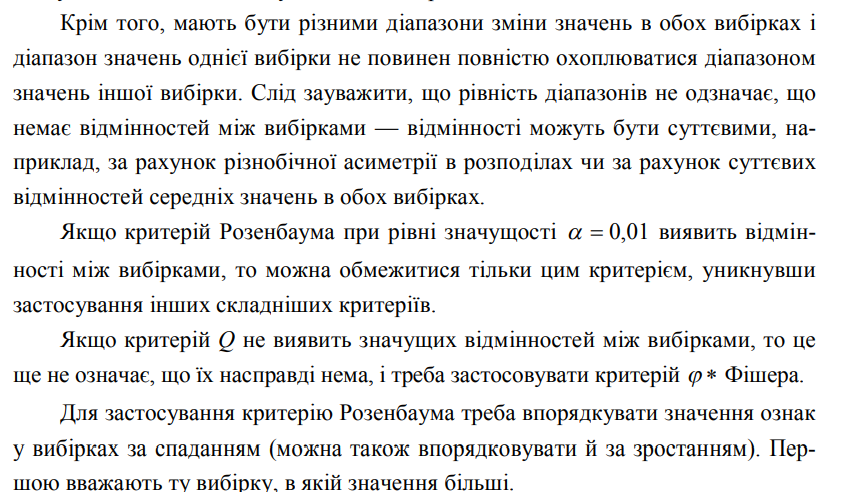 Крім того, мають бути різними діапазони зміни значень в обох вибірках і
діапазон значень однієї вибірки не повинен повністю охоплюватися діапазоном
значень іншої вибірки. Слід зауважити, що рівність діапазонів не одзначає, що
немає відмінностей між вибірками — відмінності можуть бути суттєвими, на-
приклад, за рахунок різнобічної асиметрії в розподілах чи за рахунок суттєвих
відмінностей середніх значень в обох вибірках.
Якщо критерій Розенбаума при рівні значущості α = 0,01 виявить відмін-
ності між вибірками, то можна обмежитися тільки цим критерієм, уникнувши
застосування інших складніших критеріїв.
Якщо критерій Q не виявить значущих відмінностей між вибірками, то це
ще не означає, що їх насправді нема, і треба застосовувати критерій φ* Фішера.
Для застосування критерію Розенбаума треба впорядкувати значення ознак
у вибірках за спаданням (можна також впорядковувати й за зростанням). Пер-
шою вважають ту вибірку, в якій значення більші.